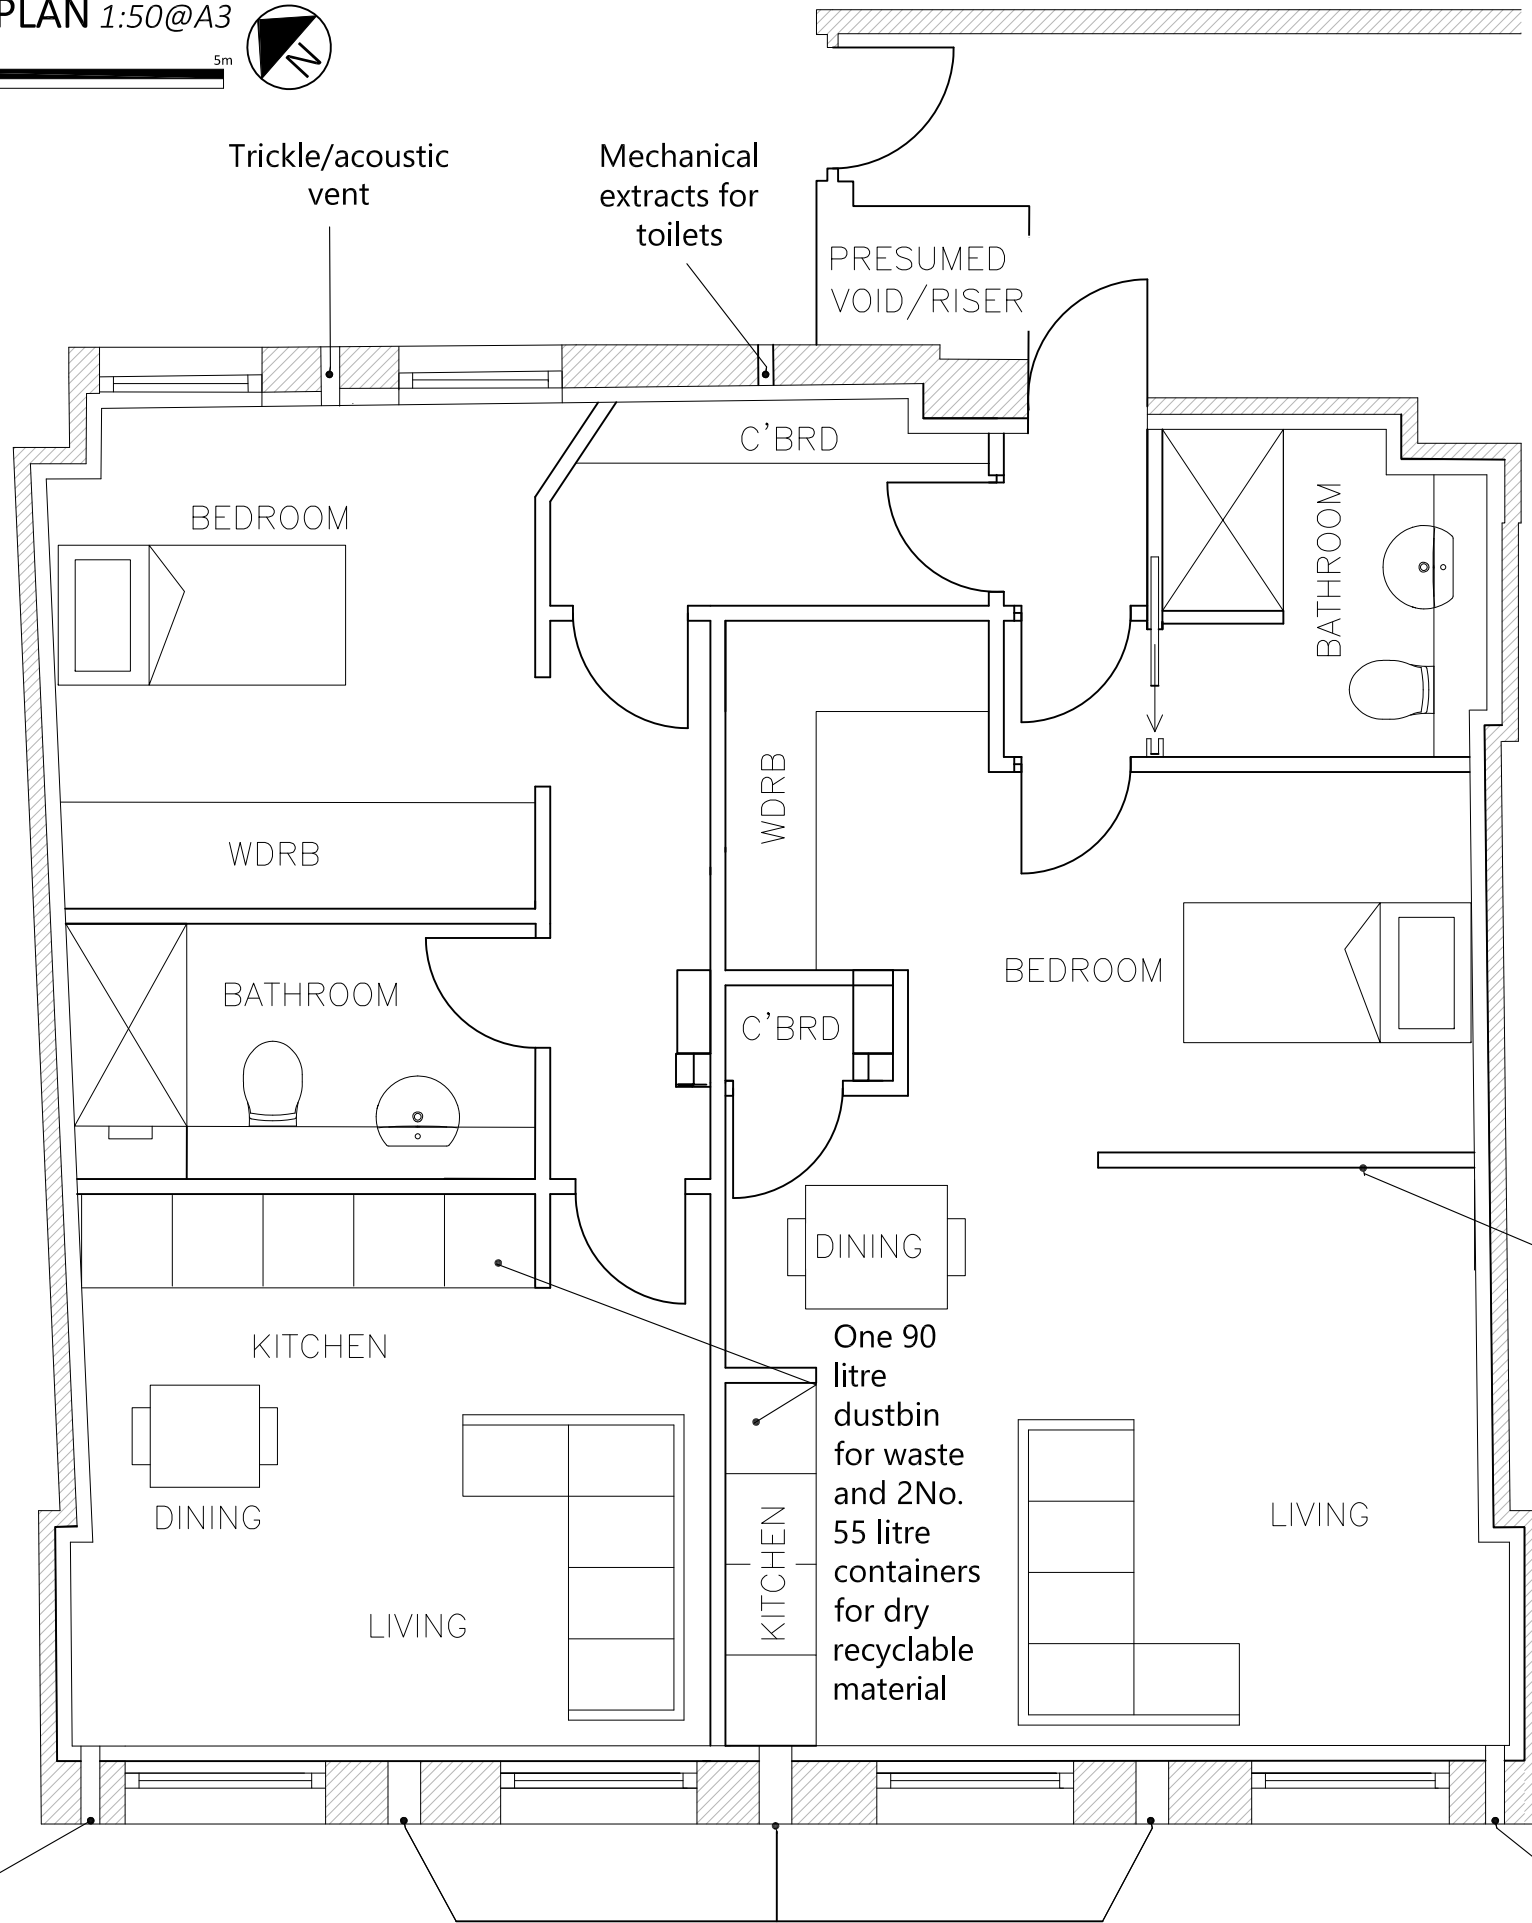 PLAN 1:50@A3
5m
N
Trickle/acoustic
vent
Mechanical
extracts for
toilets
PRESUMED
VOID/RISER
C'BRD
BEDROOM
BATHROOM
WDRB
WDRB
BEDROOM
BATHROOM
C'BRD
DINING
KITCHEN
One 90
litre
dustbin
for waste
and 2No.
55 litre
containers
for dry
recyclable
material
DINING
LIVING
KITCHEN
LIVING